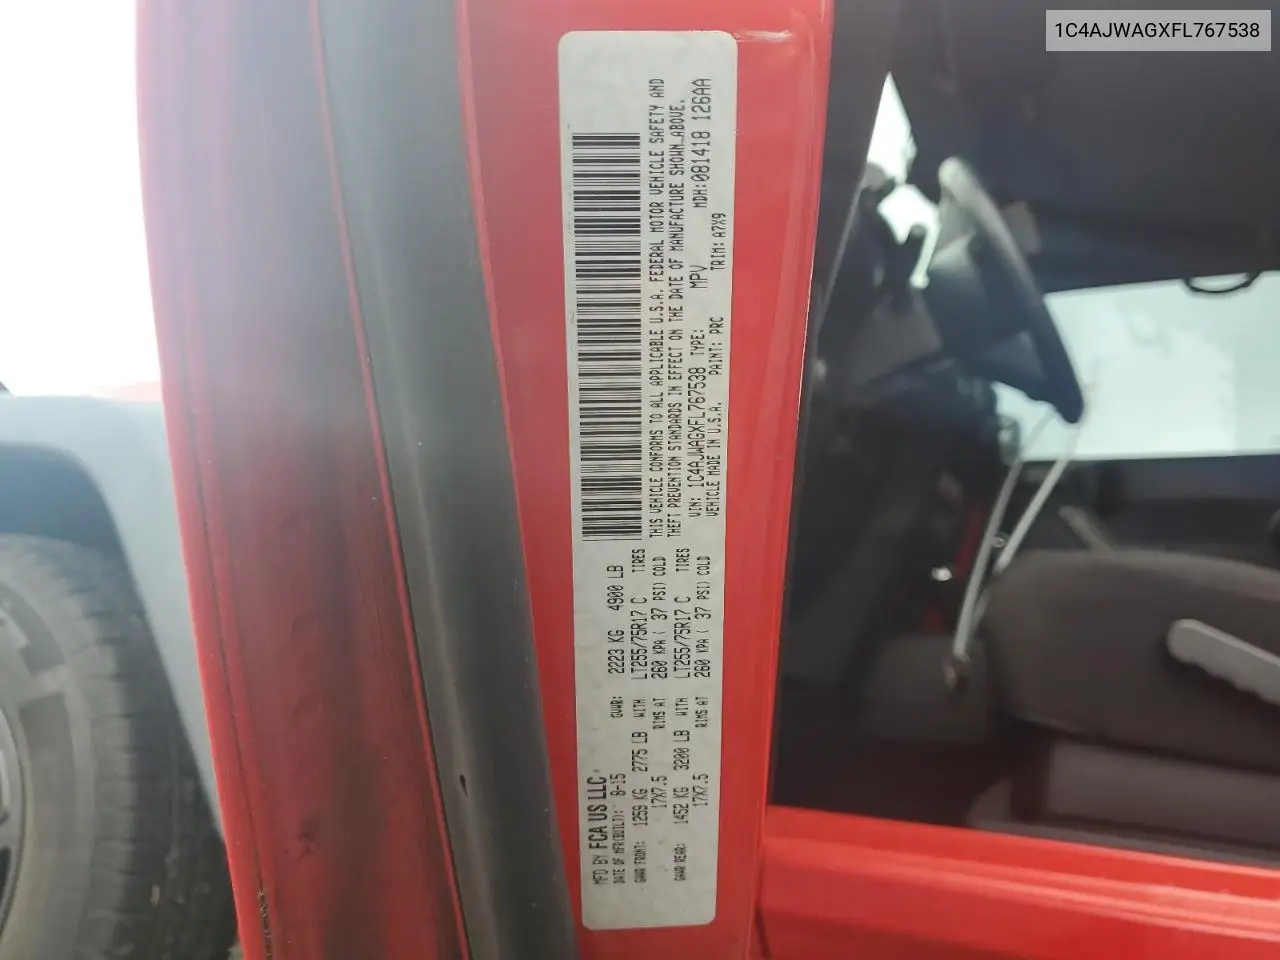 1C4AJWAGXFL767538
MFD BY FCA US LLC
DATE OF MFR(BUILT): 8-15 GVWR: 2223 KG 4900 LB
GAWR FRONT: 1259 KG 2775 LB WITH LT255/75R17 C TIRES
17X7.5 RIMS AT 260 KPA ( 37 PSI) COLD
GAWR REAR: 1452 KG 3200 LB WITH LT255/75R17 C TIRES
17X7.5 RIMS AT 260 KPA ( 37 PSI) COLD
THIS VEHICLE CONFORMS TO ALL APPLICABLE U.S.A. FEDERAL MOTOR VEHICLE SAFETY AND
THEFT PREVENTION STANDARDS IN EFFECT ON THE DATE OF MANUFACTURE SHOWN ABOVE.
VIN: 1C4AJWAGXFL767538 TYPE: MPV MDH:081418 126AA
VEHICLE MADE IN U.S.A. PAINT: PRC TRIM: A7X9